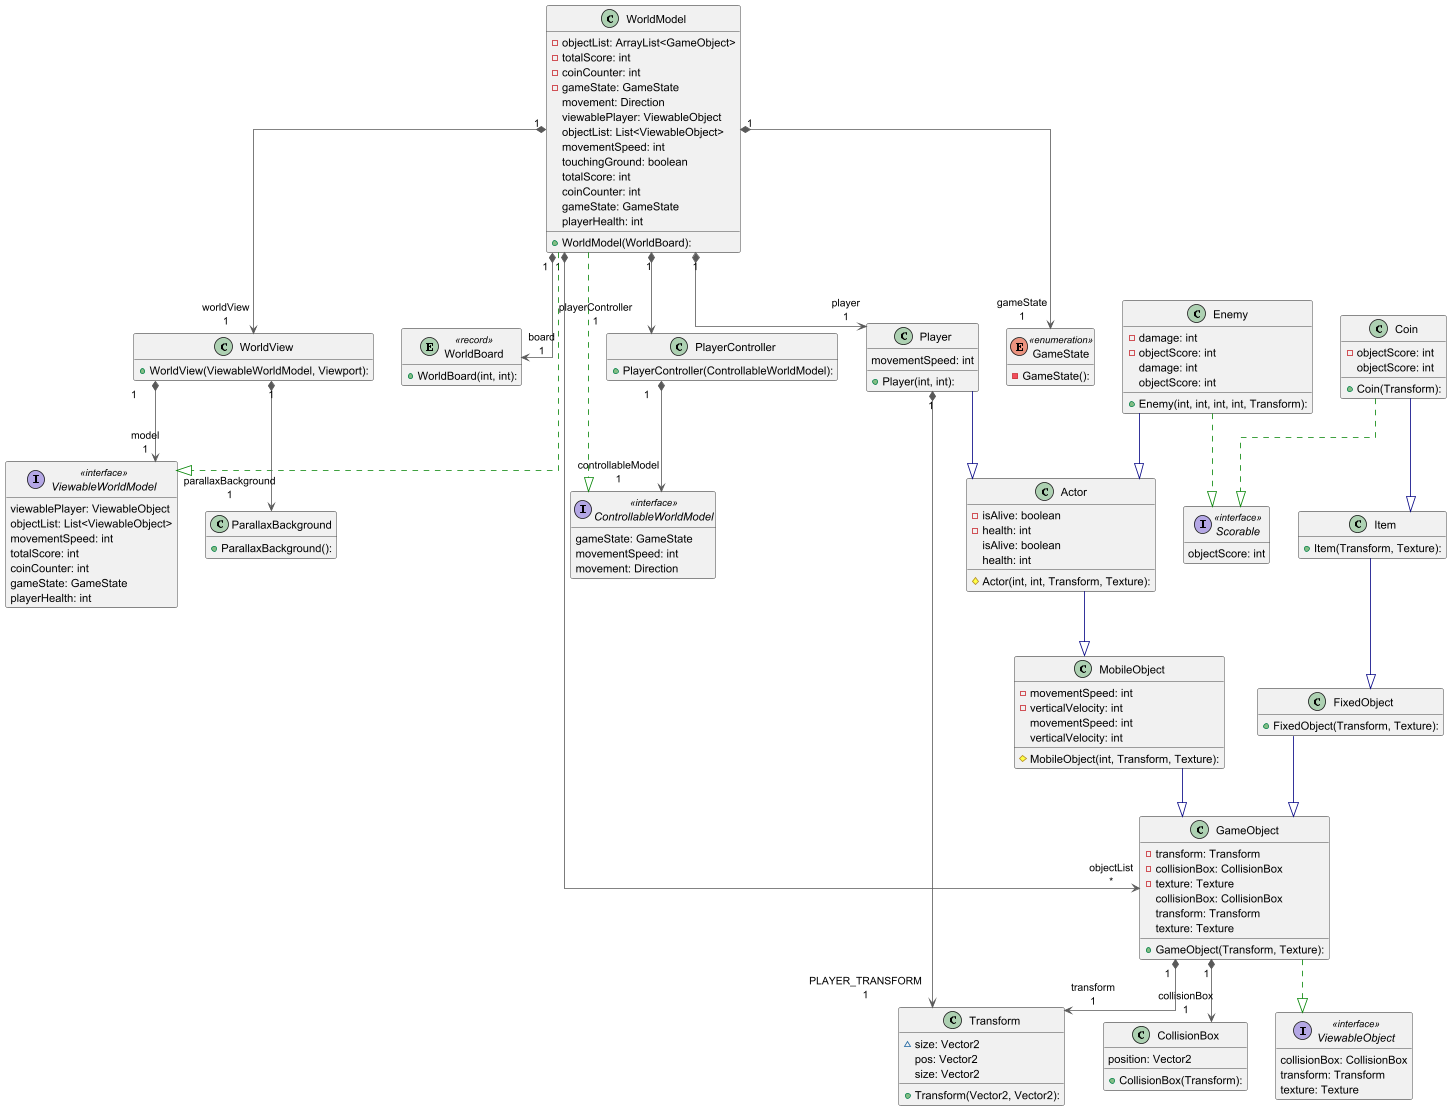 C WorldModel
objectList: ArrayList<GameObject>
totalScore: int
coinCounter: int
gameState: GameState
movement: Direction
viewablePlayer: ViewableObject
objectList: List<ViewableObject>
movementSpeed: int
touchingGround: boolean
totalScore: int
coinCounter: int
gameState: GameState
playerHealth: int
WorldModel(WorldBoard):
1
1
1
1
1
1
worldView
1
board
1
playerController
1
player
1
gameState
1
C WorldView
WorldView(ViewableWorldModel, Viewport):
1
1
E «record»
WorldBoard
WorldBoard(int, int):
C PlayerController
PlayerController(ControllableWorldModel):
1
C Player
movementSpeed: int
Player(int, int):
1
E «enumeration»
GameState
GameState():
C Enemy
damage: int
objectScore: int
damage: int
objectScore: int
Enemy(int, int, int, int, Transform):
C Coin
objectScore: int
objectScore: int
Coin(Transform):
model
1
parallaxBackground
1
controllableModel
1
I «interface»
ViewableWorldModel
viewablePlayer: ViewableObject
objectList: List<ViewableObject>
movementSpeed: int
totalScore: int
coinCounter: int
gameState: GameState
playerHealth: int
C ParallaxBackground
ParallaxBackground():
I «interface»
ControllableWorldModel
gameState: GameState
movementSpeed: int
movement: Direction
C Actor
isAlive: boolean
health: int
isAlive: boolean
health: int
Actor(int, int, Transform, Texture):
I «interface»
Scorable
objectScore: int
C Item
Item(Transform, Texture):
C MobileObject
movementSpeed: int
verticalVelocity: int
movementSpeed: int
verticalVelocity: int
MobileObject(int, Transform, Texture):
C FixedObject
FixedObject(Transform, Texture):
objectList
*
C GameObject
transform: Transform
collisionBox: CollisionBox
texture: Texture
collisionBox: CollisionBox
transform: Transform
texture: Texture
GameObject(Transform, Texture):
1
1
PLAYER_TRANSFORM
1
transform
1
collisionBox
1
C Transform
size: Vector2
pos: Vector2
size: Vector2
Transform(Vector2, Vector2):
C CollisionBox
position: Vector2
CollisionBox(Transform):
I «interface»
ViewableObject
collisionBox: CollisionBox
transform: Transform
texture: Texture